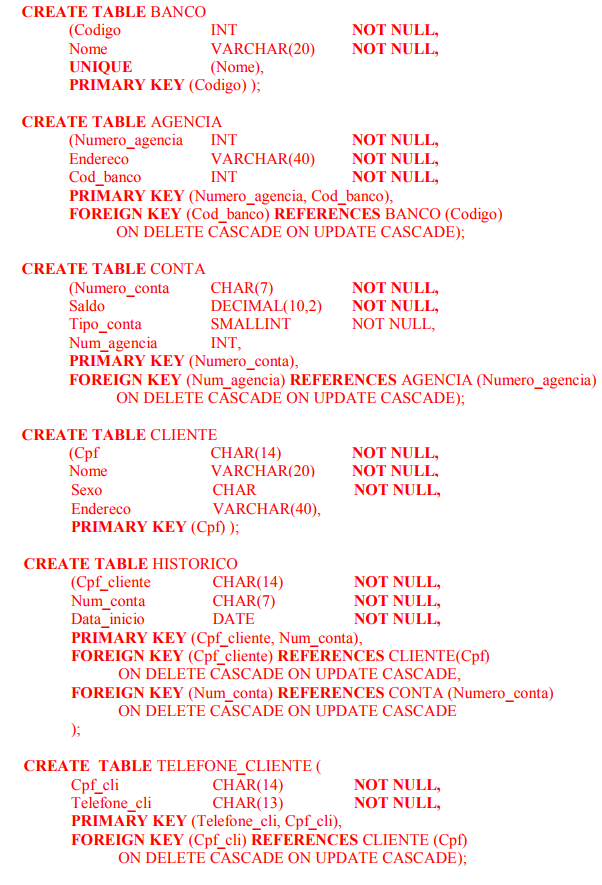 CREATE TABLE BANCO
(Codigo INT NOT NULL,
Nome VARCHAR(20) NOT NULL,
UNIQUE (Nome),
PRIMARY KEY (Codigo) );
CREATE TABLE AGENCIA
(Numero_agencia INT NOT NULL,
Endereco VARCHAR(40) NOT NULL,
Cod_banco INT NOT NULL,
PRIMARY KEY (Numero_agencia, Cod_banco),
FOREIGN KEY (Cod_banco) REFERENCES BANCO (Codigo)
ON DELETE CASCADE ON UPDATE CASCADE);
CREATE TABLE CONTA
(Numero_conta CHAR(7) NOT NULL,
Saldo DECIMAL(10,2) NOT NULL,
Tipo_conta SMALLINT NOT NULL,
Num_agencia INT,
PRIMARY KEY (Numero_conta),
FOREIGN KEY (Num_agencia) REFERENCES AGENCIA (Numero_agencia)
ON DELETE CASCADE ON UPDATE CASCADE);
CREATE TABLE CLIENTE
(Cpf CHAR(14) NOT NULL,
Nome VARCHAR(20) NOT NULL,
Sexo CHAR NOT NULL,
Endereco VARCHAR(40),
PRIMARY KEY (Cpf) );
CREATE TABLE HISTORICO
(Cpf_cliente CHAR(14) NOT NULL,
Num_conta CHAR(7) NOT NULL,
Data_inicio DATE NOT NULL,
PRIMARY KEY (Cpf_cliente, Num_conta),
FOREIGN KEY (Cpf_cliente) REFERENCES CLIENTE(Cpf)
ON DELETE CASCADE ON UPDATE CASCADE,
FOREIGN KEY (Num_conta) REFERENCES CONTA (Numero_conta)
ON DELETE CASCADE ON UPDATE CASCADE
);
CREATE TABLE TELEFONE_CLIENTE (
Cpf_cli CHAR(14) NOT NULL,
Telefone_cli CHAR(13) NOT NULL,
PRIMARY KEY (Telefone_cli, Cpf_cli),
FOREIGN KEY (Cpf_cli) REFERENCES CLIENTE (Cpf)
ON DELETE CASCADE ON UPDATE CASCADE);